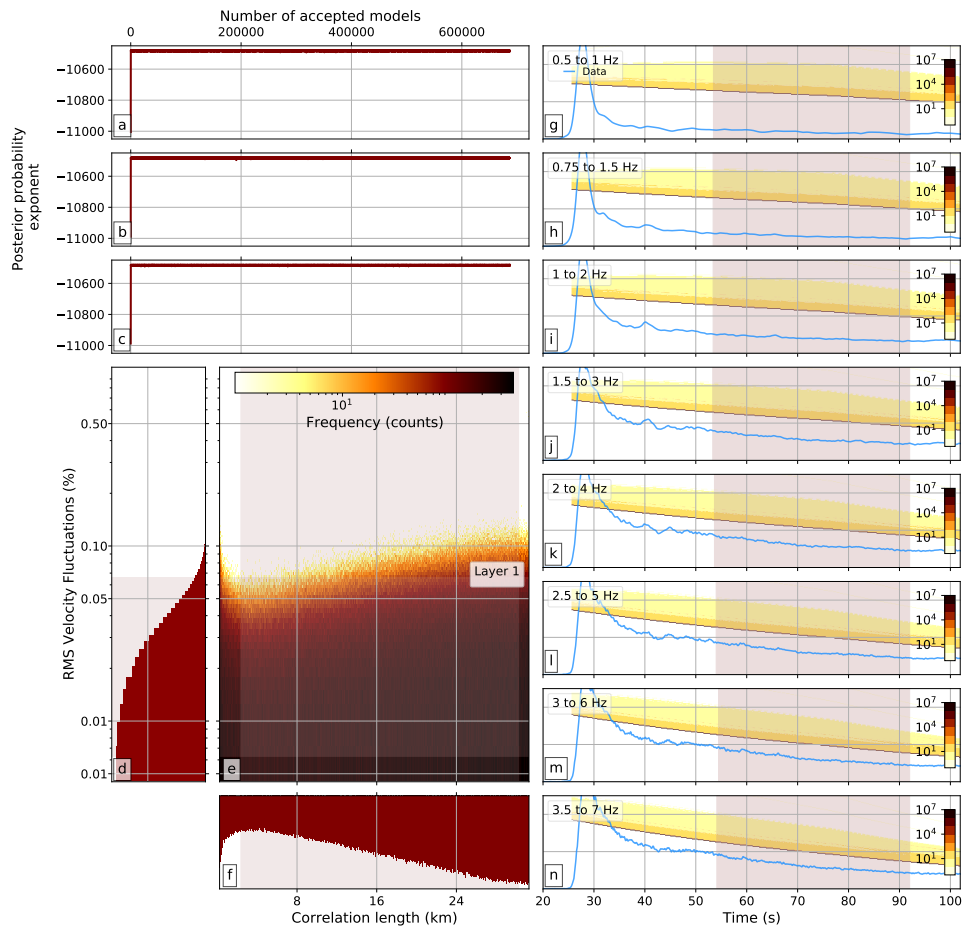 Number of accepted models
0 200000 400000 600000
Posterior probability
exponent
−10600
−10800
−11000
a
−10600
−10800
−11000
b
−10600
−10800
−11000
c
RMS Velocity Fluctuations (%)
0.50
0.10
0.05
0.01
0.01
d
10¹
Frequency (counts)
Layer 1
e
f
8 16 24
Correlation length (km)
0.5 to 1 Hz
Data
10⁷
10⁴
10¹
g
0.75 to 1.5 Hz
10⁷
10⁴
10¹
h
1 to 2 Hz
10⁷
10⁴
10¹
i
1.5 to 3 Hz
10⁷
10⁴
10¹
j
2 to 4 Hz
10⁷
10⁴
10¹
k
2.5 to 5 Hz
10⁷
10⁴
10¹
l
3 to 6 Hz
10⁷
10⁴
10¹
m
3.5 to 7 Hz
10⁷
10⁴
10¹
n
20 30 40 50 60 70 80 90 100
Time (s)